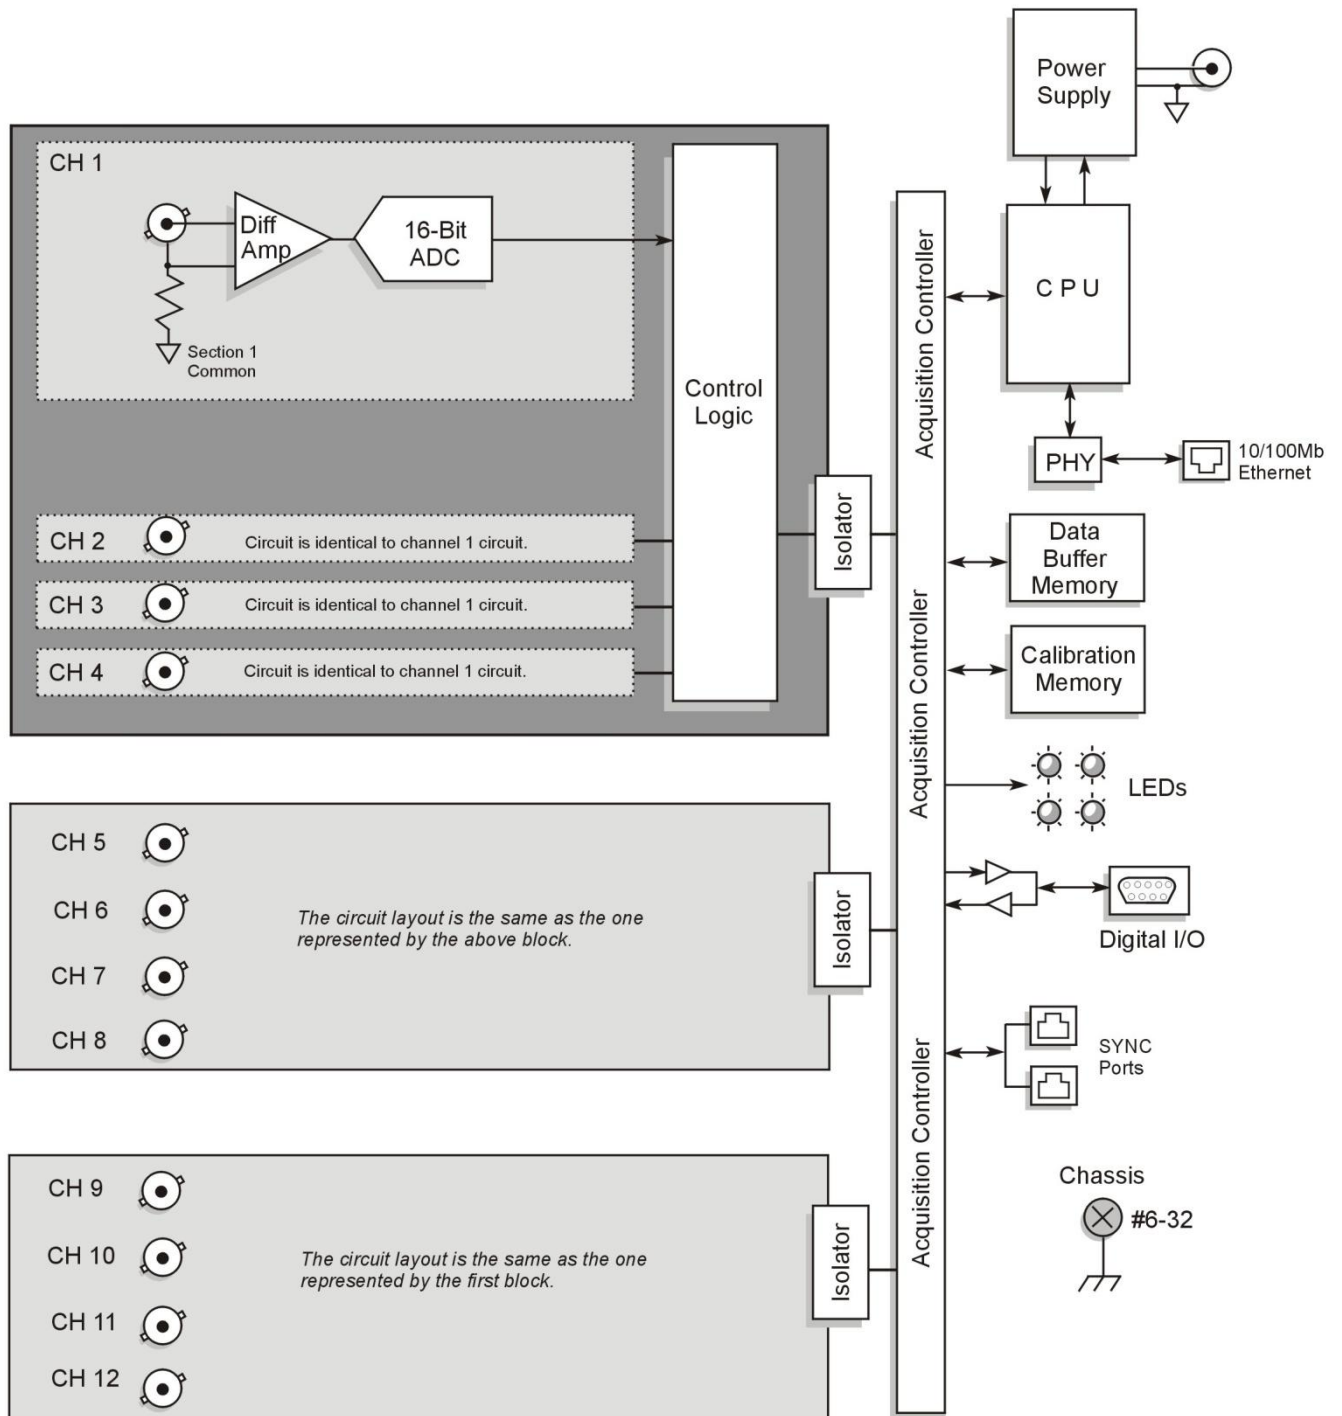 Power
Supply
CH 1
Diff
Amp
16-Bit
ADC
Section 1
Common
Control
Logic
Acquisition Controller
C P U
PHY
10/100Mb
Ethernet
CH 2
Circuit is identical to channel 1 circuit.
CH 3
Circuit is identical to channel 1 circuit.
CH 4
Circuit is identical to channel 1 circuit.
Isolator
Data
Buffer
Memory
Acquisition Controller
Calibration
Memory
LEDs
CH 5
CH 6
CH 7
CH 8
The circuit layout is the same as the one
represented by the above block.
Isolator
Digital I/O
SYNC
Ports
Acquisition Controller
Chassis
#6-32
CH 9
CH 10
CH 11
CH 12
The circuit layout is the same as the one
represented by the first block.
Isolator